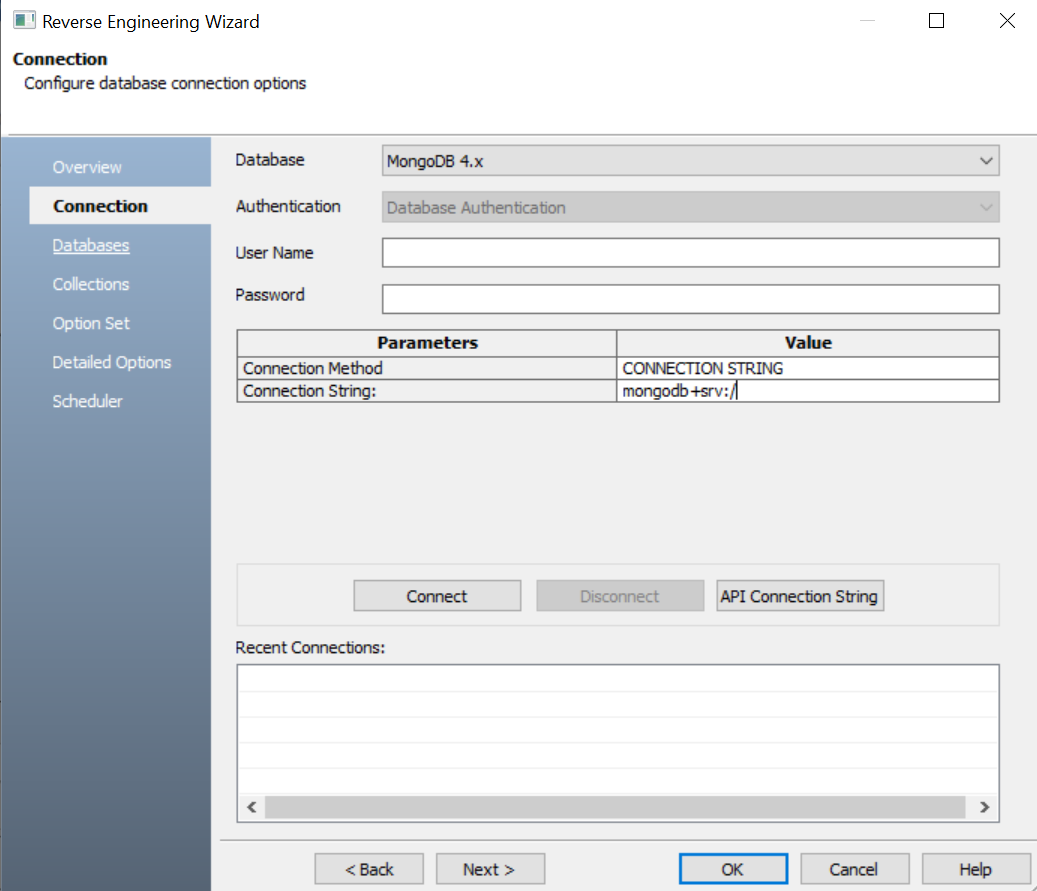 Reverse Engineering Wizard
Connection
Configure database connection options
Overview
Connection
Databases
Collections
Option Set
Detailed Options
Scheduler
Database MongoDB 4.x
Authentication Database Authentication
User Name
Password
Parameters Value
Connection Method CONNECTION STRING
Connection String: mongodb+srv:/
Connect Disconnect API Connection String
Recent Connections:
< Back Next > OK Cancel Help